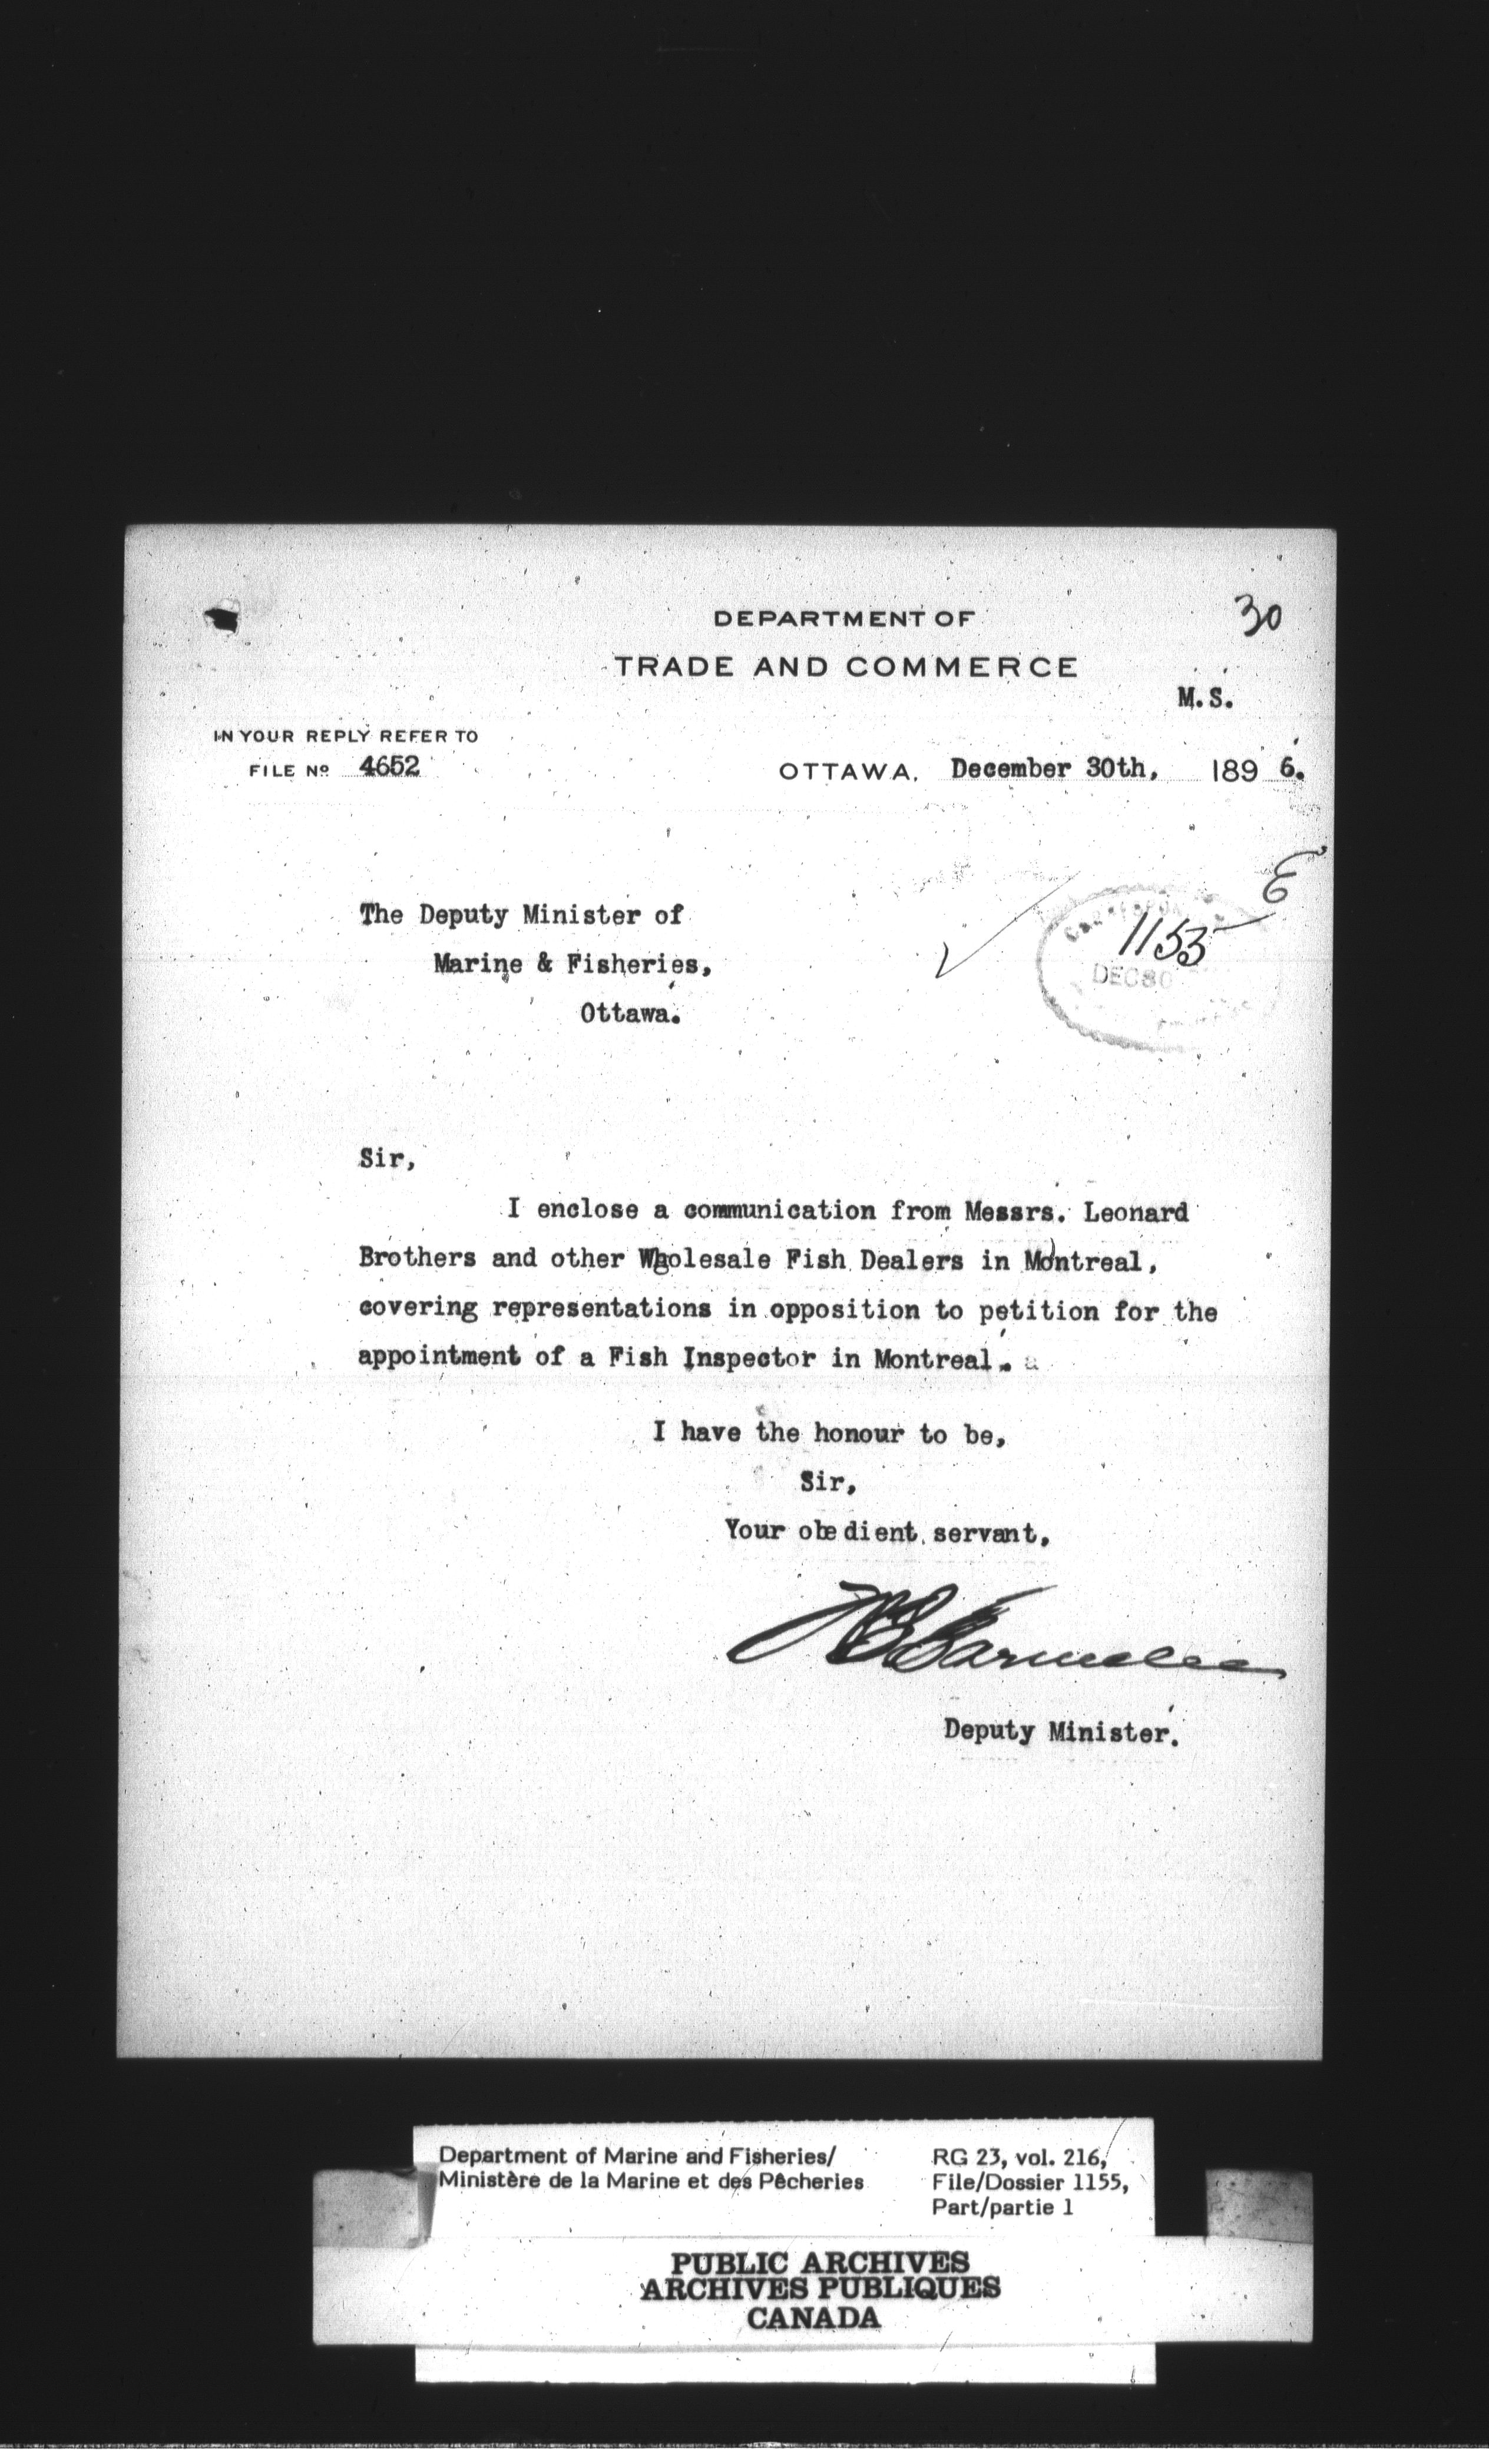 DEPARTMENT OF
30
TRADE AND COMMERCE
M.S.
IN YOUR REPLY REFER TO
FILE Nº 4652
OTTAWA, December 30th, 189 6.
E
1155
DEC 30
The Deputy Minister of
Marine & Fisheries,
Ottawa.
Sir,
I enclose a communication from Messrs. Leonard
Brothers and other Wholesale Fish Dealers in Montreal,
covering representations in opposition to petition for the
appointment of a Fish Inspector in Montreal.
I have the honour to be,
Sir,
Your obedient servant,
Deputy Minister.
Department of Marine and Fisheries/
Ministère de la Marine et des Pêcheries
RG 23, vol. 216,
File/Dossier 1155,
Part/partie 1
PUBLIC ARCHIVES
ARCHIVES PUBLIQUES
CANADA